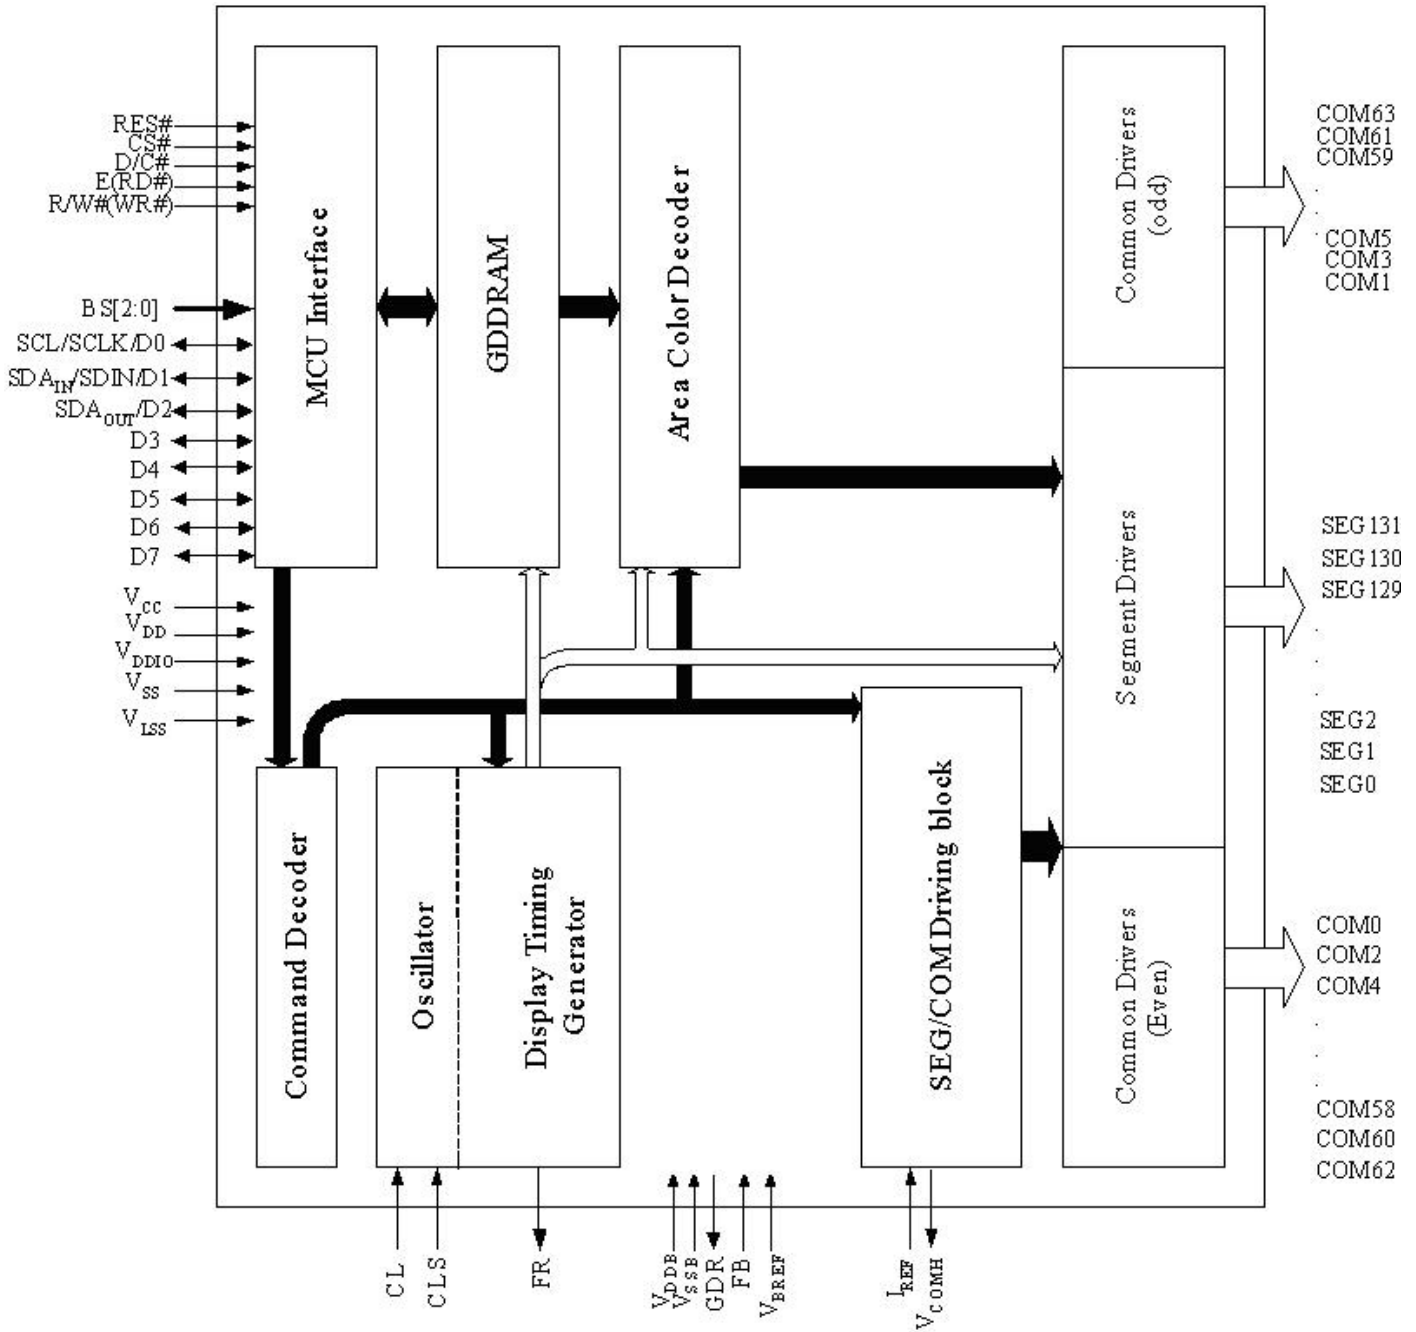 RES#
CS#
D/C#
E(RD#)
R/W#(WR#)
BS[2:0]
SCL/SCLK/D0
SDAIN/SDIN/D1
SDAOUT/D2
D3
D4
D5
D6
D7
VCC
VDD
VDDIO
VSS
VLSS
MCU Interface
GDDRAM
Area Color Decoder
Common Drivers
(odd)
Segment Drivers
Common Drivers
(Even)
Command Decoder
Oscillator
Display Timing
Generator
SEG/COM Driving block
COM63
COM61
COM59
.
.
COM5
COM3
COM1
SEG131
SEG130
SEG129
.
.
.
SEG2
SEG1
SEG0
COM0
COM2
COM4
.
.
.
COM58
COM60
COM62
CL
CLS
FR
VDDB
VSSB
GDR
FB
VBREF
IREF
VCOMH